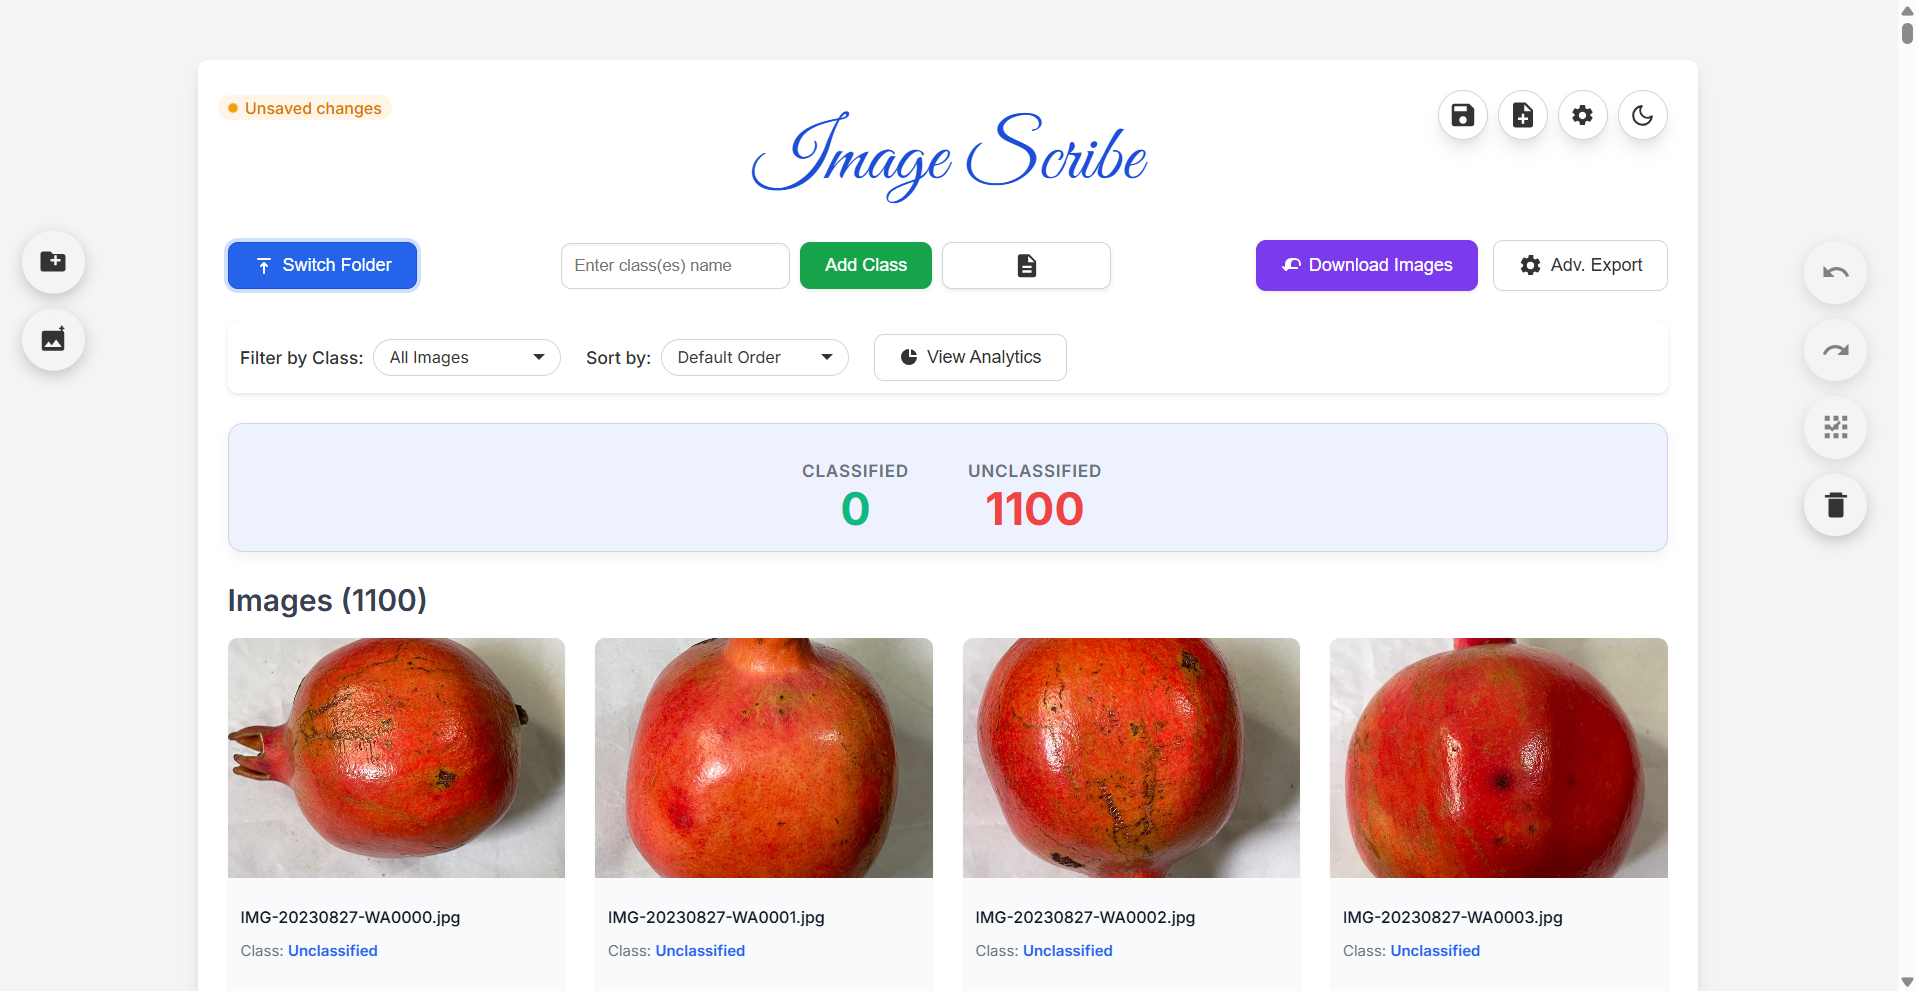 Unsaved changes
Image Scribe
Switch Folder
Enter class(es) name
Add Class
Download Images
Adv. Export
Filter by Class:
All Images
Sort by:
Default Order
View Analytics
CLASSIFIED
UNCLASSIFIED
0
1100
Images (1100)
IMG-20230827-WA0000.jpg
Class: Unclassified
IMG-20230827-WA0001.jpg
Class: Unclassified
IMG-20230827-WA0002.jpg
Class: Unclassified
IMG-20230827-WA0003.jpg
Class: Unclassified